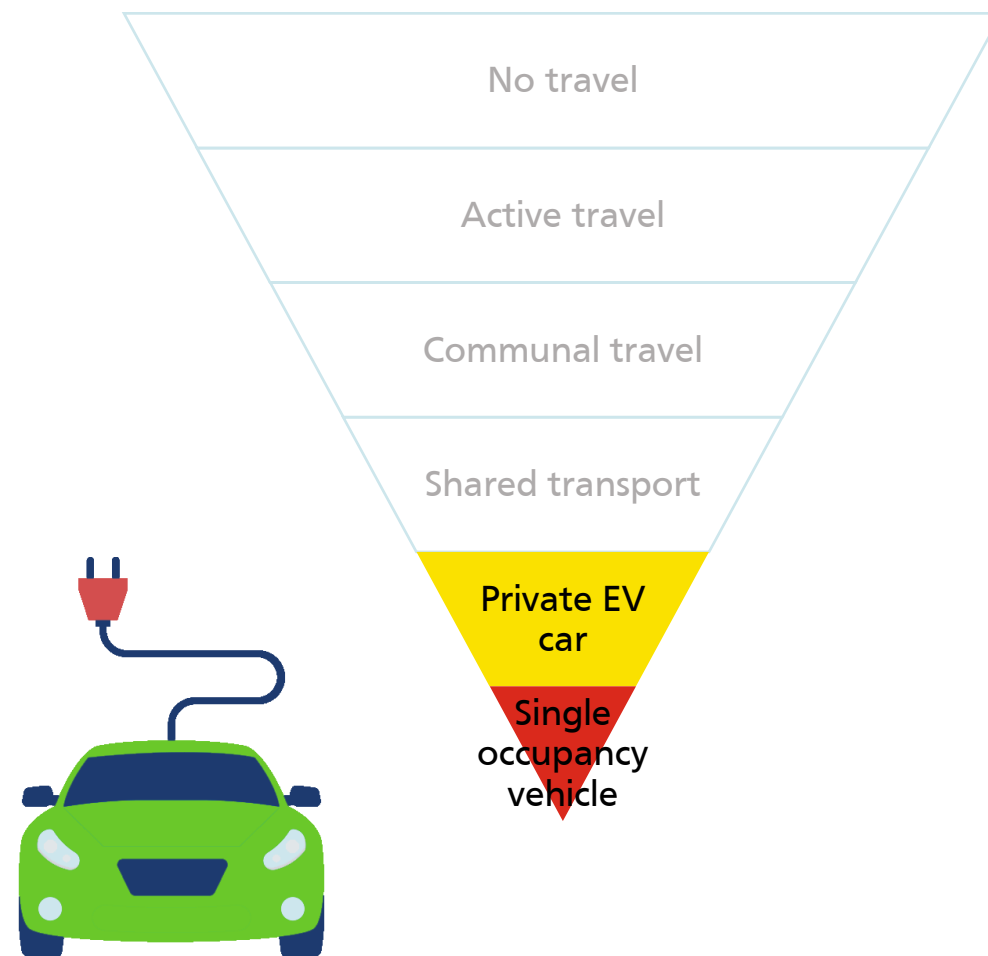 No travel
Active travel
Communal travel
Shared transport
Private EV
car
Single
occupancy
vehicle